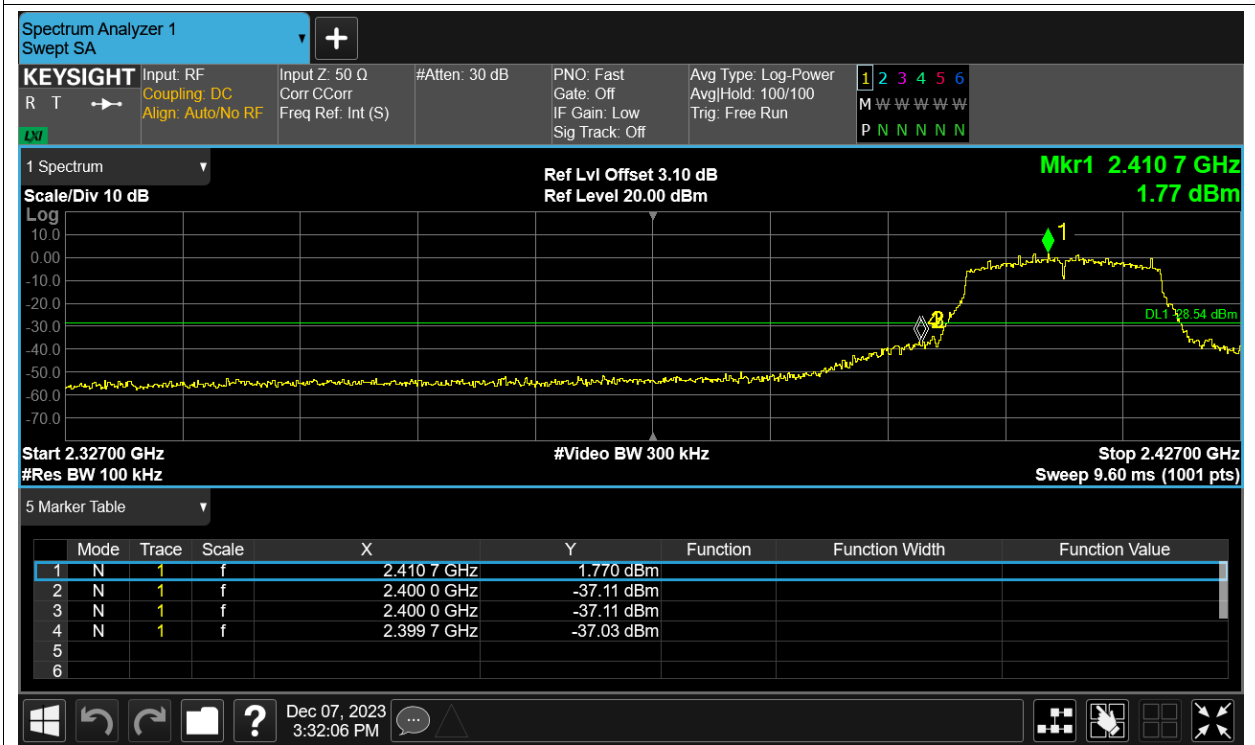 Spectrum Analyzer 1
Swept SA
KEYSIGHT
R T
LXI
Input: RF
Coupling: DC
Align: Auto/No RF
Input Z: 50 Ω
Corr CCorr
Freq Ref: Int (S)
#Atten: 30 dB
PNO: Fast
Gate: Off
IF Gain: Low
Sig Track: Off
Avg Type: Log-Power
Avg|Hold: 100/100
Trig: Free Run
1 2 3 4 5 6
M W W W W W
P N N N N N
1 Spectrum
Scale/Div 10 dB
Ref Lvl Offset 3.10 dB
Ref Level 20.00 dBm
Mkr1 2.410 7 GHz
1.77 dBm
Log
10.0
0.00
-10.0
-20.0
-30.0
-40.0
-50.0
-60.0
-70.0
1
DL1 -28.54 dBm
Start 2.32700 GHz
#Video BW 300 kHz
Stop 2.42700 GHz
#Res BW 100 kHz
Sweep 9.60 ms (1001 pts)
5 Marker Table
Mode Trace Scale X Y Function Function Width Function Value
1 N 1 f 2.410 7 GHz 1.770 dBm
2 N 1 f 2.400 0 GHz -37.11 dBm
3 N 1 f 2.400 0 GHz -37.11 dBm
4 N 1 f 2.399 7 GHz -37.03 dBm
5
6
?
Dec 07, 2023
3:32:06 PM